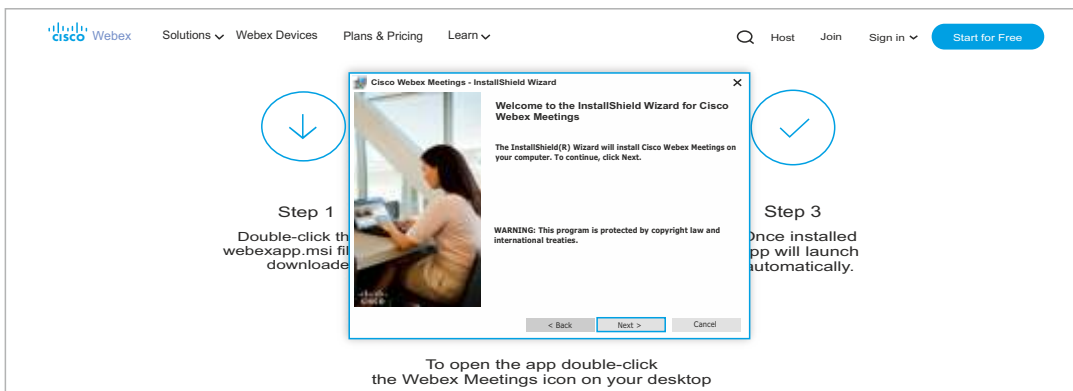 cisco Webex Solutions Webex Devices Plans & Pricing Learn Host Join Sign in Start for Free
Cisco Webex Meetings - InstallShield Wizard
Welcome to the InstallShield Wizard for Cisco
Webex Meetings
The InstallShield(R) Wizard will install Cisco Webex Meetings on
your computer. To continue, click Next.
WARNING: This program is protected by copyright law and
international treaties.
cisco
< Back Next > Cancel
Step 1
Double-click th
webexapp.msi fil
downloade
Step 3
Once installed
pp will launch
automatically.
To open the app double-click
the Webex Meetings icon on your desktop